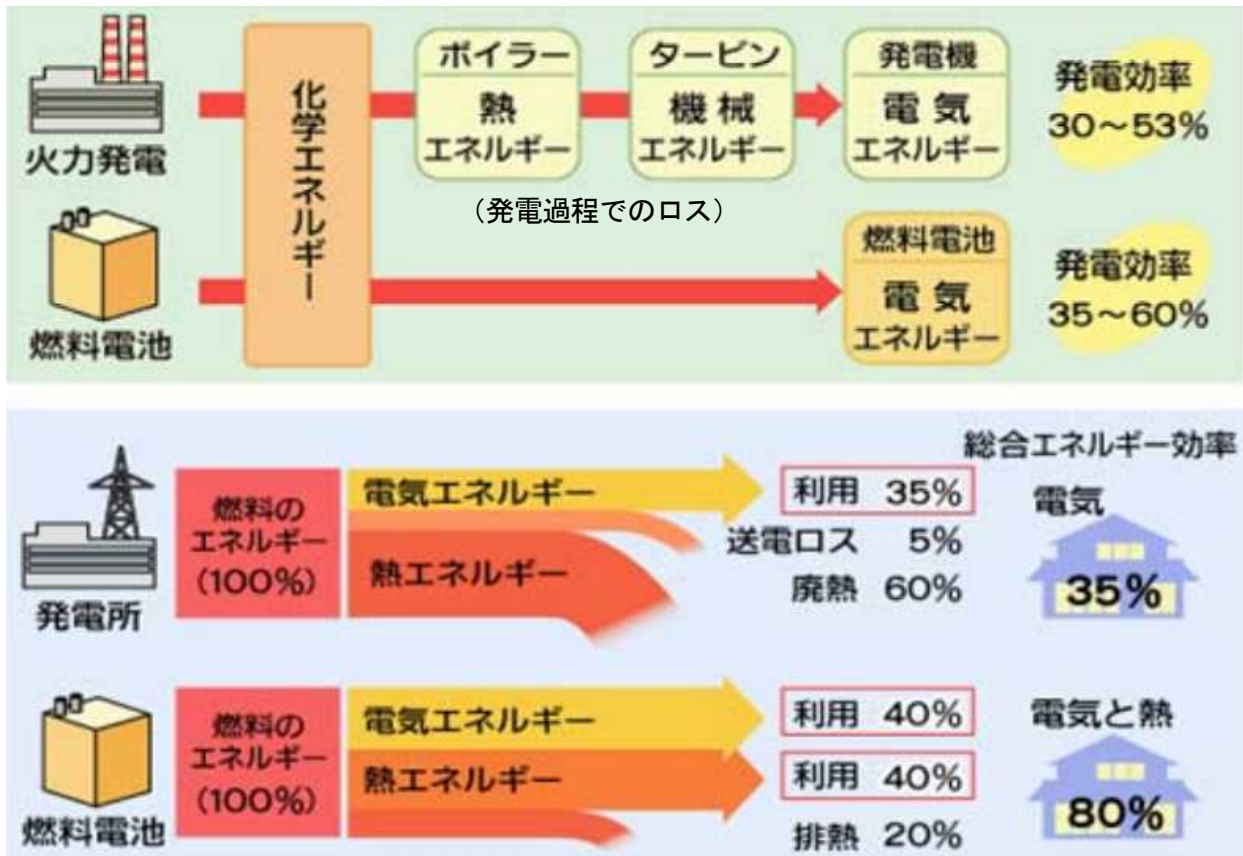 火力発電
化学エネルギー
ボイラー
熱
エネルギー
タービン
機械
エネルギー
発電機
電気
エネルギー
発電効率
30~53%
(発電過程でのロス)
燃料電池
燃料電池
電気
エネルギー
発電効率
35~60%
総合エネルギー効率
発電所
燃料の
エネルギー
(100%)
電気エネルギー
熱エネルギー
利用 35%
送電ロス 5%
廃熱 60%
電気
35%
燃料電池
燃料の
エネルギー
(100%)
電気エネルギー
熱エネルギー
利用 40%
利用 40%
排熱 20%
電気と熱
80%